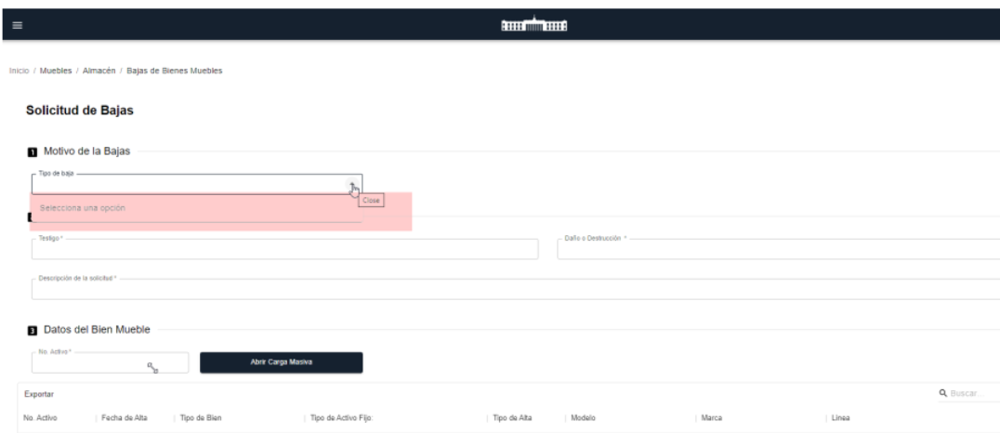 Inicio / Muebles / Almacén / Bajas de Bienes Muebles
Solicitud de Bajas
1 Motivo de la Bajas
Tipo de baja
Close
Selecciona una opción
Testigo *
Daño o Destrucción *
Descripción de la solicitud *
3 Datos del Bien Mueble
No. Activo *
Abrir Carga Masiva
Exportar
Buscar...
No. Activo
Fecha de Alta
Tipo de Bien
Tipo de Activo Fijo:
Tipo de Alta
Modelo
Marca
Linea